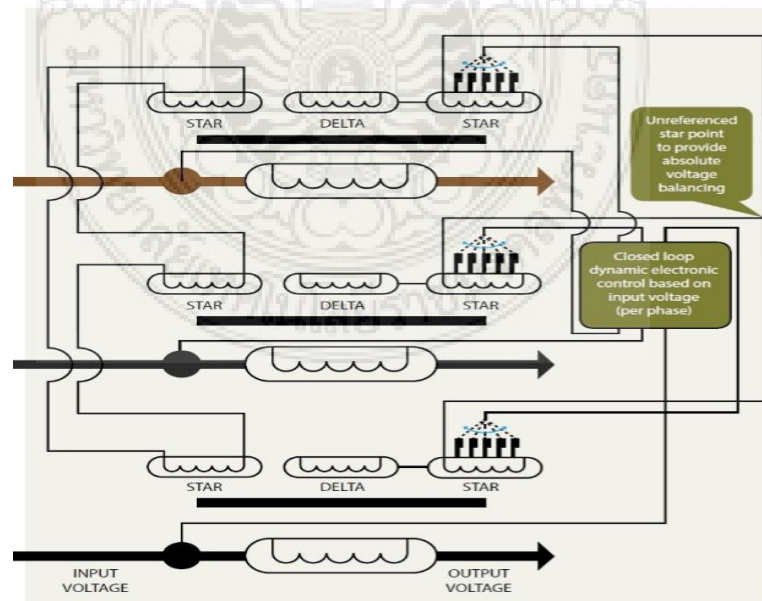 STAR
DELTA
STAR
Unreferenced
star point
to provide
absolute
voltage
balancing
STAR
DELTA
STAR
Closed loop
dynamic electronic
control based on
input voltage
(per phase)
STAR
DELTA
STAR
INPUT
VOLTAGE
OUTPUT
VOLTAGE